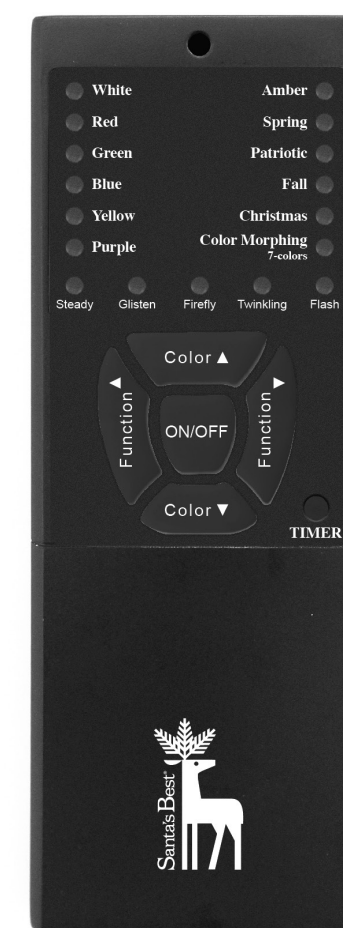 White
Amber
Red
Spring
Green
Patriotic
Blue
Fall
Yellow
Christmas
Purple
Color Morphing
7-colors
Steady
Glisten
Firefly
Twinkling
Flash
Color ▲
◀ Function
ON/OFF
Function ▶
Color ▼
TIMER
Santa's Best®